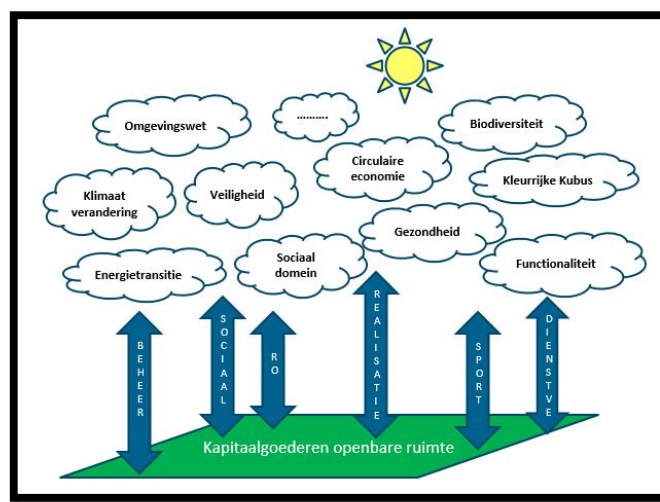 Omgevingswet
..........
Biodiversiteit
Circulaire
economie
Klimaat
verandering
Veiligheid
Kleurrijke Kubus
Gezondheid
Energietransitie
Sociaal
domein
Functionaliteit
BEHEER
SOCIAAL
RO
REALISATIE
SPORT
DIENSTVE
Kapitaalgoederen openbare ruimte